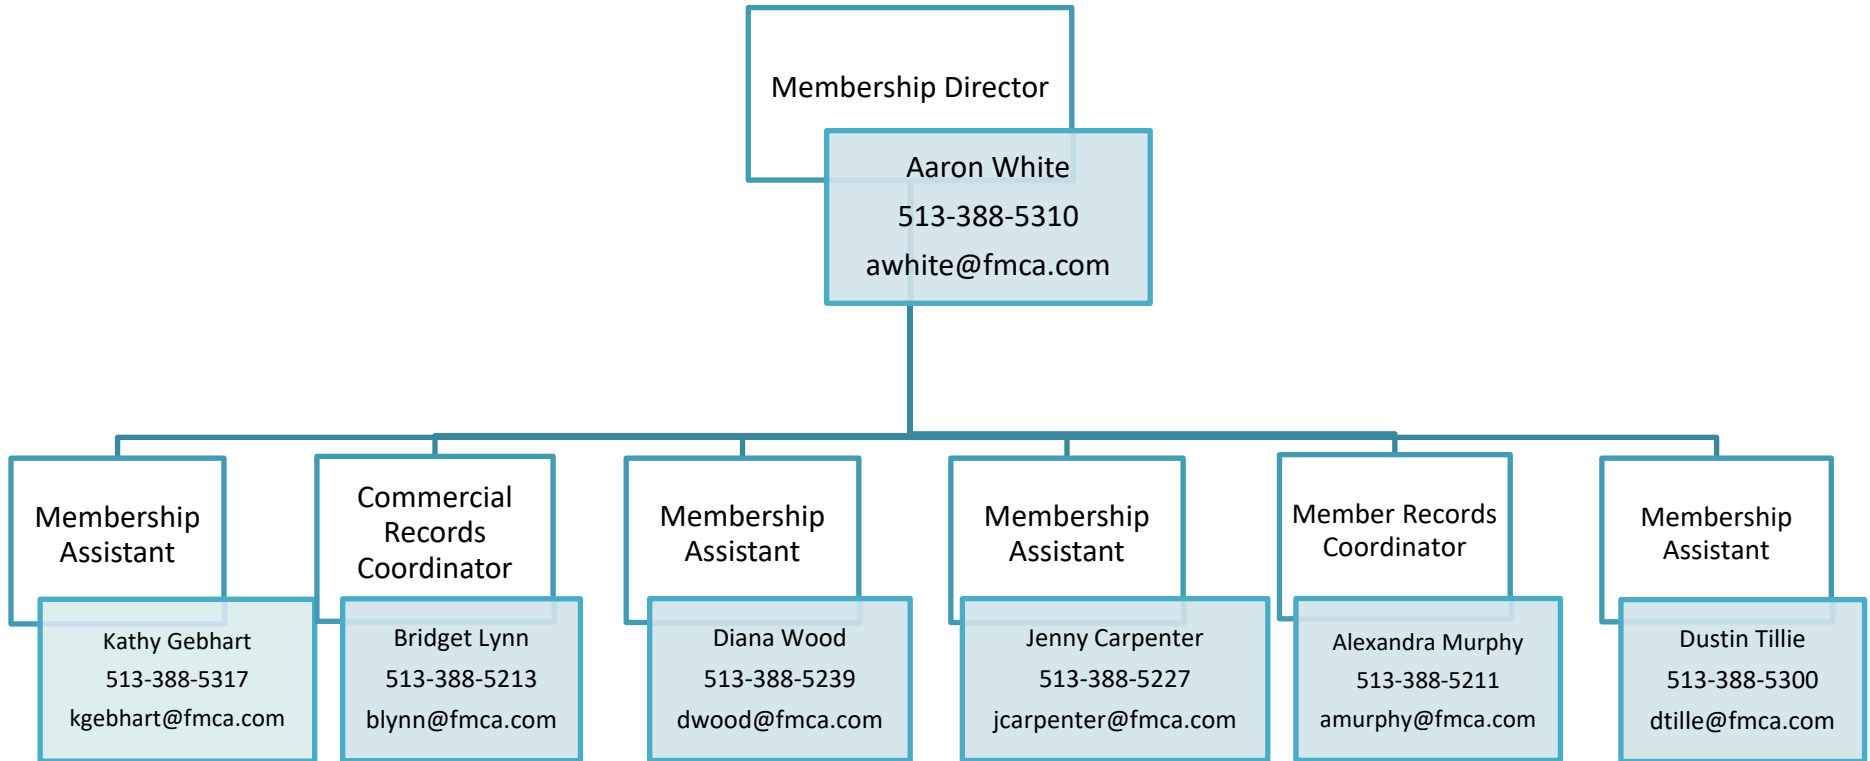 Membership Director
Aaron White
513-388-5310
awhite@fmca.com
Membership
Assistant
Kathy Gebhart
513-388-5317
kgebhart@fmca.com
Commercial
Records
Coordinator
Bridget Lynn
513-388-5213
blynn@fmca.com
Membership
Assistant
Diana Wood
513-388-5239
dwood@fmca.com
Membership
Assistant
Jenny Carpenter
513-388-5227
jcarpenter@fmca.com
Member Records
Coordinator
Alexandra Murphy
513-388-5211
amurphy@fmca.com
Membership
Assistant
Dustin Tillie
513-388-5300
dtille@fmca.com